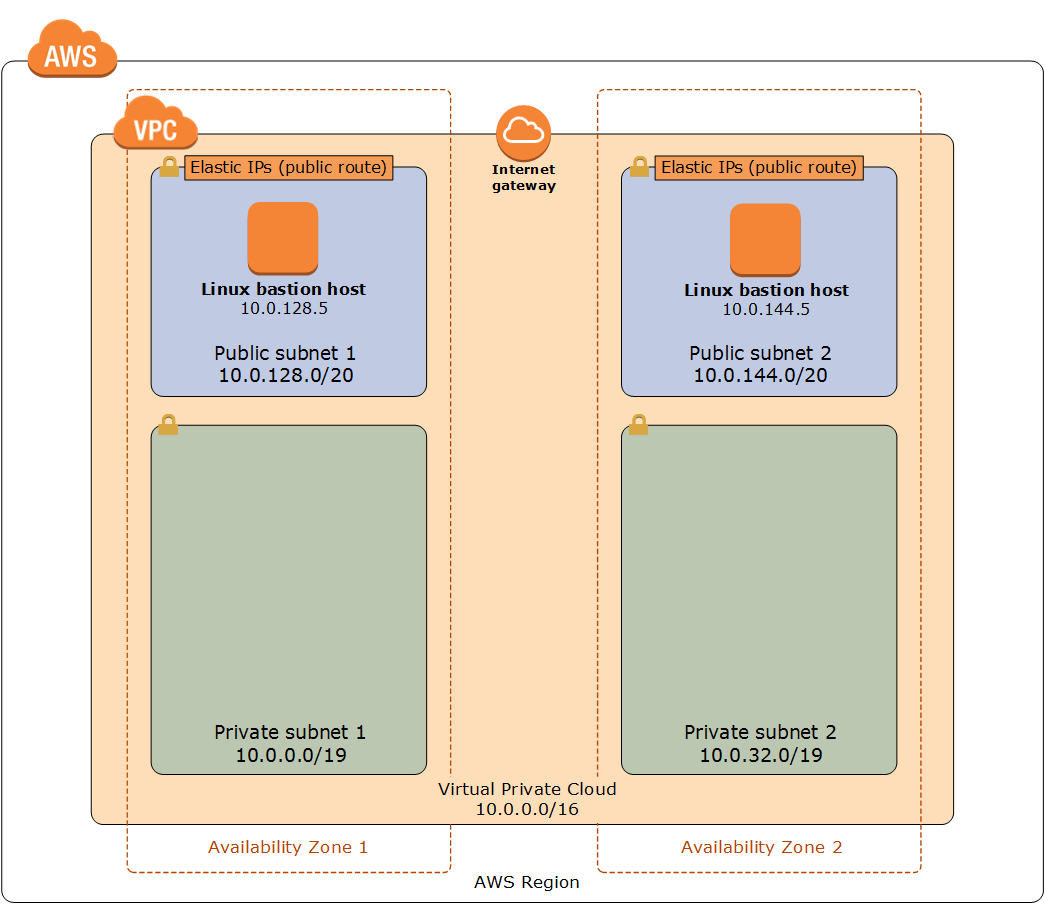 AWS
VPC
Elastic IPs (public route)
Linux bastion host
10.0.128.5
Public subnet 1
10.0.128.0/20
Internet
gateway
Elastic IPs (public route)
Linux bastion host
10.0.144.5
Public subnet 2
10.0.144.0/20
Private subnet 1
10.0.0.0/19
Private subnet 2
10.0.32.0/19
Virtual Private Cloud
10.0.0.0/16
Availability Zone 1
Availability Zone 2
AWS Region